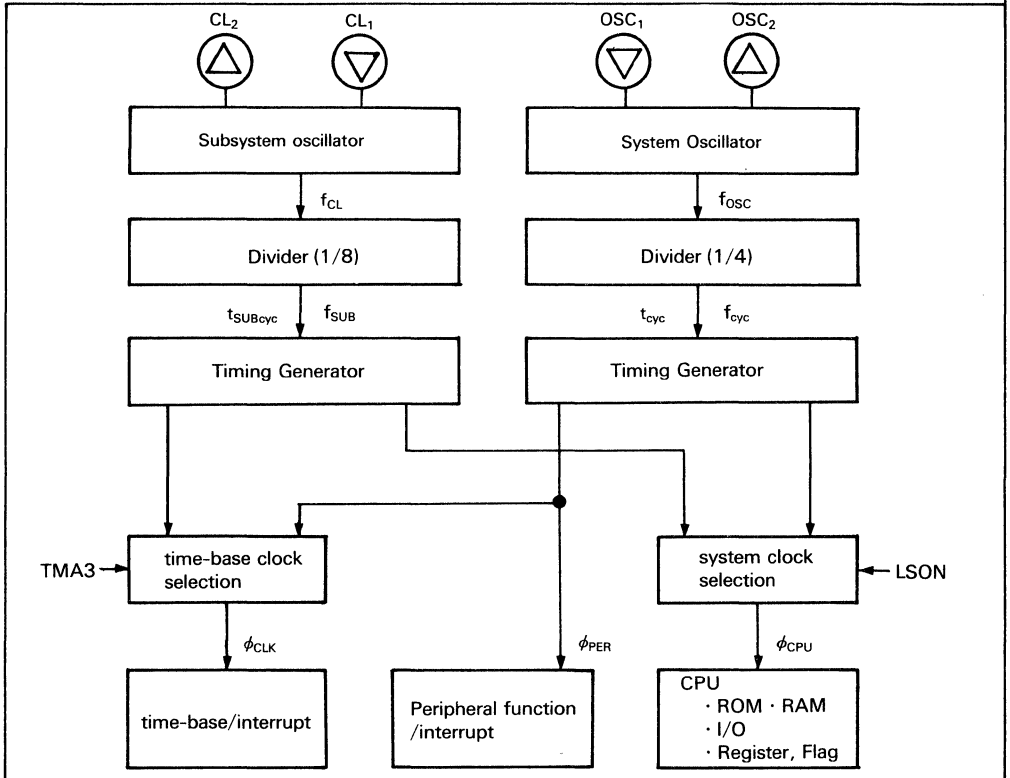 CL₂ CL₁ OSC₁ OSC₂
Subsystem oscillator
System Oscillator
fCL
fOSC
Divider (1/8)
Divider (1/4)
tSUBcyc fSUB
tcyc fcyc
Timing Generator
Timing Generator
TMA3
time-base clock
selection
system clock
selection
LSON
ϕCLK
ϕPER
ϕCPU
time-base/interrupt
Peripheral function
/interrupt
CPU
· ROM · RAM
· I/O
· Register, Flag